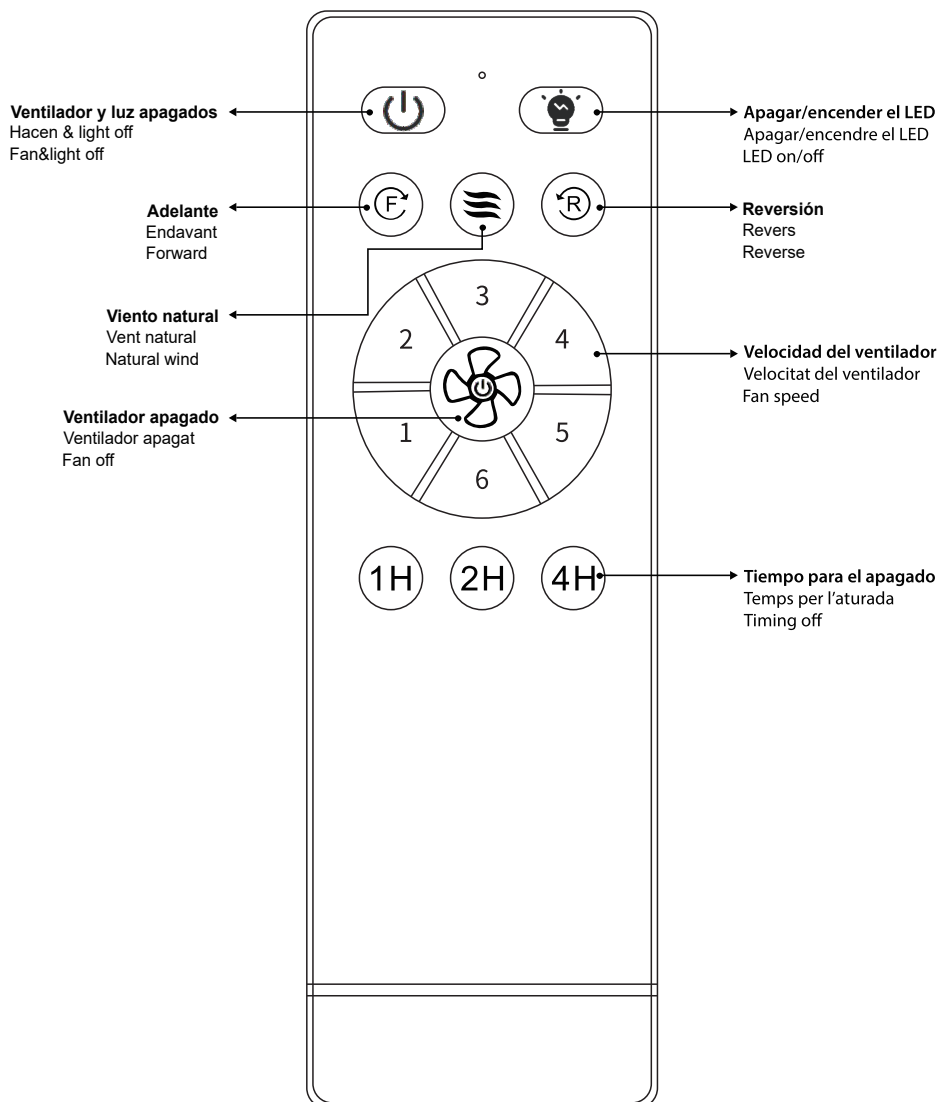 Ventilador y luz apagados
Hacen & light off
Fan&light off
Apagar/encender el LED
Apagar/encendre el LED
LED on/off
F
R
Adelante
Endavant
Forward
Reversión
Revers
Reverse
Viento natural
Vent natural
Natural wind
3
2
4
1
5
6
Velocidad del ventilador
Velocitat del ventilador
Fan speed
Ventilador apagado
Ventilador apagat
Fan off
1H
2H
4H
Tiempo para el apagado
Temps per l’aturada
Timing off